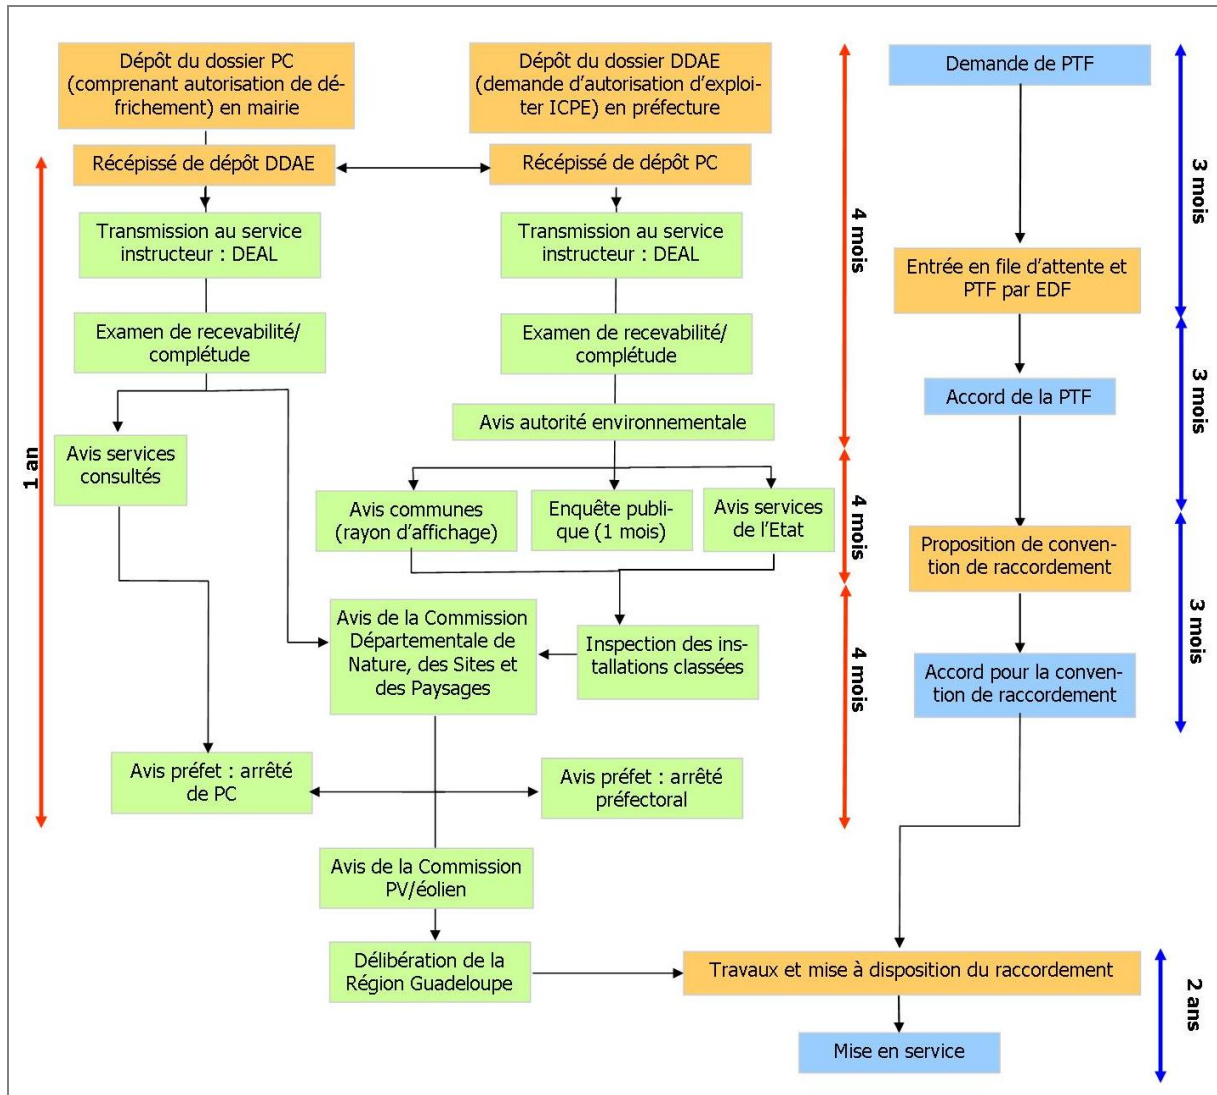 Dépôt du dossier PC
(comprenant autorisation de dé-
frichement) en mairie
Dépôt du dossier DDAE
(demande d’autorisation d’exploi-
ter ICPE) en préfecture
Demande de PTF
Récépissé de dépôt DDAE
Récépissé de dépôt PC
3 mois
Transmission au service
instructeur : DEAL
Transmission au service
instructeur : DEAL
4 mois
Entrée en file d’attente et
PTF par EDF
Examen de recevabilité/
complétude
Examen de recevabilité/
complétude
3 mois
Accord de la PTF
Avis autorité environnementale
1 an
Avis services
consultés
Avis communes
(rayon d’affichage)
Enquête publi-
que (1 mois)
Avis services
de l’Etat
4 mois
Proposition de conven-
tion de raccordement
3 mois
Avis de la Commission
Départementale de
Nature, des Sites et
des Paysages
Inspection des ins-
tallations classées
4 mois
Accord pour la conven-
tion de raccordement
Avis préfet : arrêté
de PC
Avis préfet : arrêté
préfectoral
Avis de la Commission
PV/éolien
Délibération de la
Région Guadeloupe
Travaux et mise à disposition du raccordement
2 ans
Mise en service